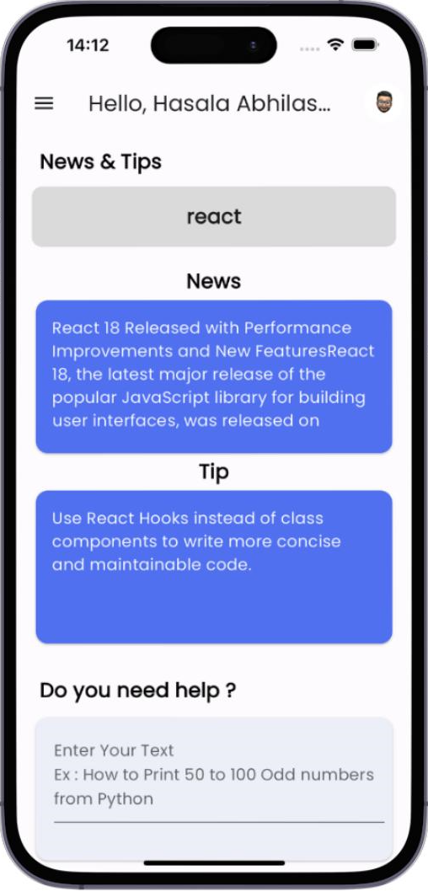 14:12
Hello, Hasala Abhilas...
News & Tips
react
News
React 18 Released with Performance
Improvements and New FeaturesReact
18, the latest major release of the
popular JavaScript library for building
user interfaces, was released on
Tip
Use React Hooks instead of class
components to write more concise
and maintainable code.
Do you need help ?
Enter Your Text
Ex : How to Print 50 to 100 Odd numbers
from Python